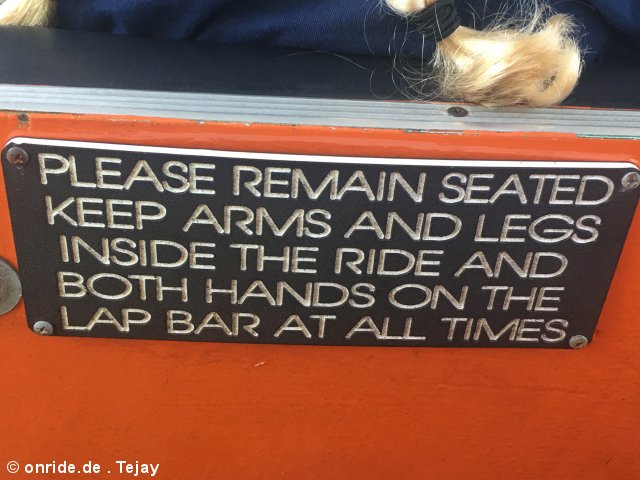 PLEASE REMAIN SEATED
KEEP ARMS AND LEGS
INSIDE THE RIDE AND
BOTH HANDS ON THE
LAP BAR AT ALL TIMES
© onride.de . Tejay